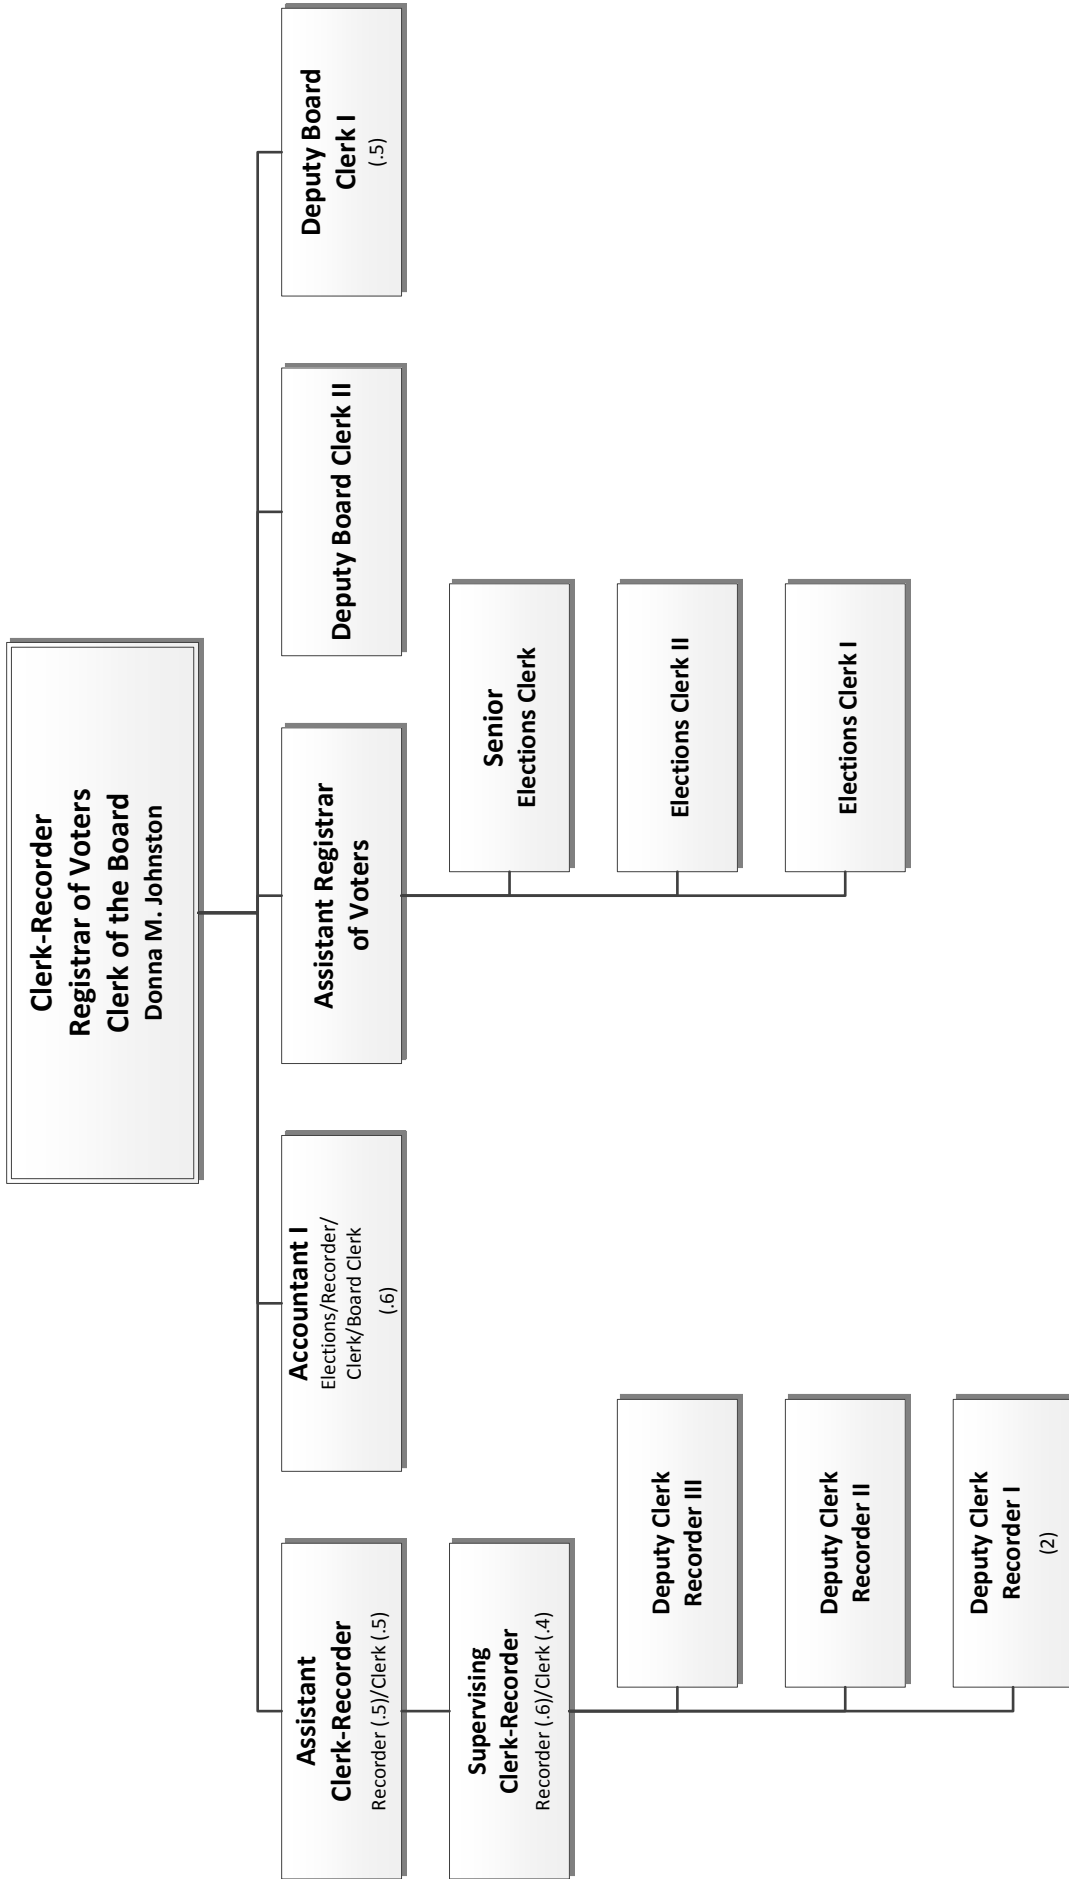 Clerk-Recorder
Registrar of Voters
Clerk of the Board
Donna M. Johnston
Assistant
Clerk-Recorder
Recorder (.5)/Clerk (.5)
Accountant I
Elections/Recorder/
Clerk/Board Clerk
(.6)
Assistant Registrar
of Voters
Deputy Board Clerk II
Deputy Board
Clerk I
(.5)
Supervising
Clerk-Recorder
Recorder (.6)/Clerk (.4)
Senior
Elections Clerk
Deputy Clerk
Recorder III
Elections Clerk II
Deputy Clerk
Recorder II
Elections Clerk I
Deputy Clerk
Recorder I
(2)